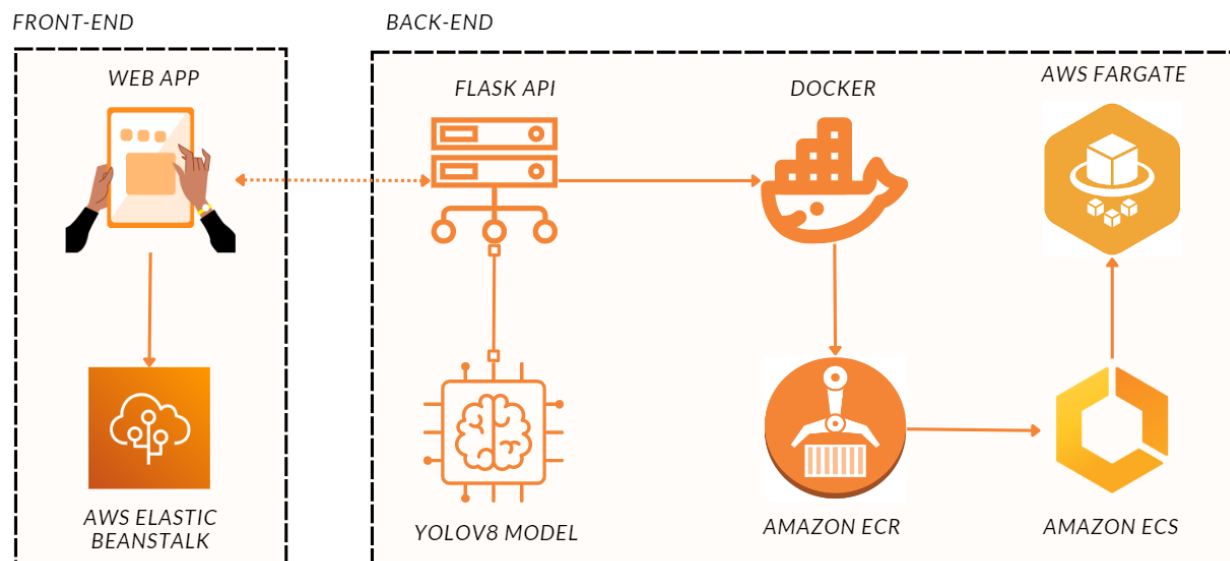 FRONT-END
BACK-END
WEB APP
FLASK API
DOCKER
AWS FARGATE
AWS ELASTIC
BEANSTALK
YOLOV8 MODEL
AMAZON ECR
AMAZON ECS